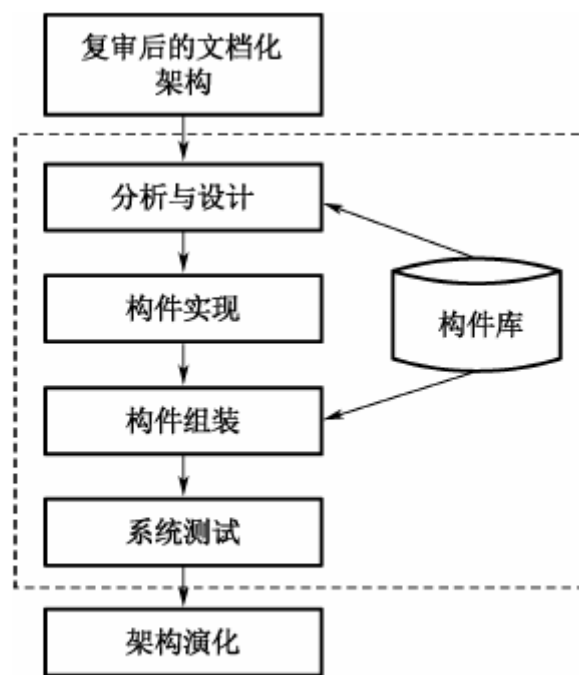 复审后的文档化
架构
分析与设计
构件实现
构件库
构件组装
系统测试
架构演化